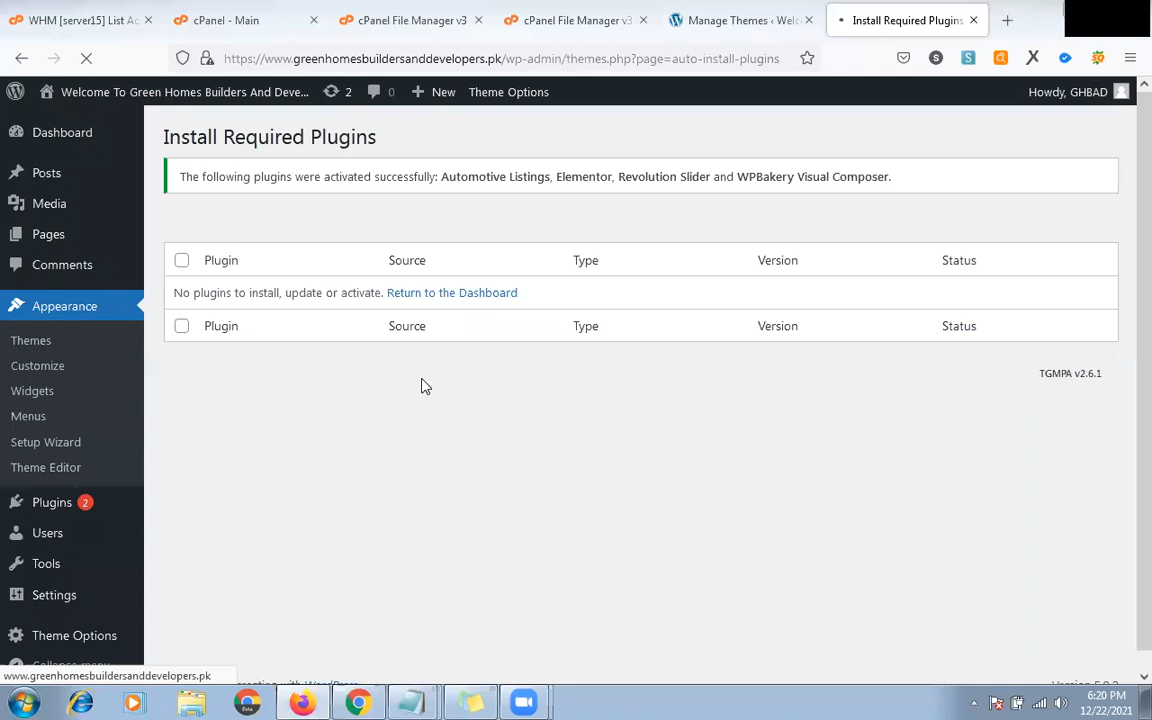 WHM [server15] List Ac
cPanel - Main
cPanel File Manager v3
cPanel File Manager v3
Manage Themes ‹ Welc
Install Required Plugins
https://www.greenhomesbuildersanddevelopers.pk/wp-admin/themes.php?page=auto-install-plugins
Welcome To Green Homes Builders And Deve...
2
0
New
Theme Options
Howdy, GHBAD
Dashboard
Posts
Media
Pages
Comments
Appearance
Themes
Customize
Widgets
Menus
Setup Wizard
Theme Editor
Plugins 2
Users
Tools
Settings
Theme Options
Collapse menu
Install Required Plugins
The following plugins were activated successfully: Automotive Listings, Elementor, Revolution Slider and WPBakery Visual Composer.
Plugin Source Type Version Status
No plugins to install, update or activate. Return to the Dashboard
Plugin Source Type Version Status
TGMPA v2.6.1
www.greenhomesbuildersanddevelopers.pk
6:20 PM
12/22/2021